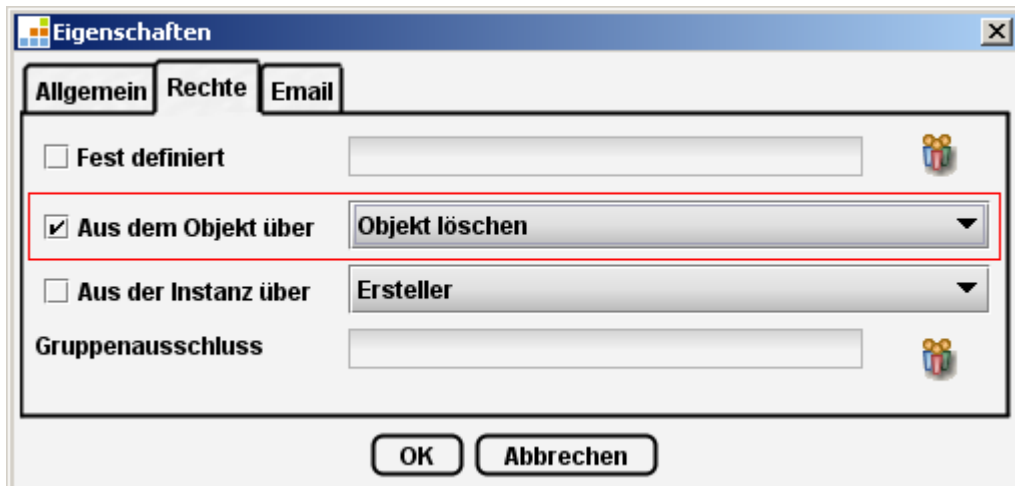 Eigenschaften
Allgemein Rechte Email
Fest definiert
Aus dem Objekt über Objekt löschen
Aus der Instanz über Ersteller
Gruppenausschluss
OK Abbrechen